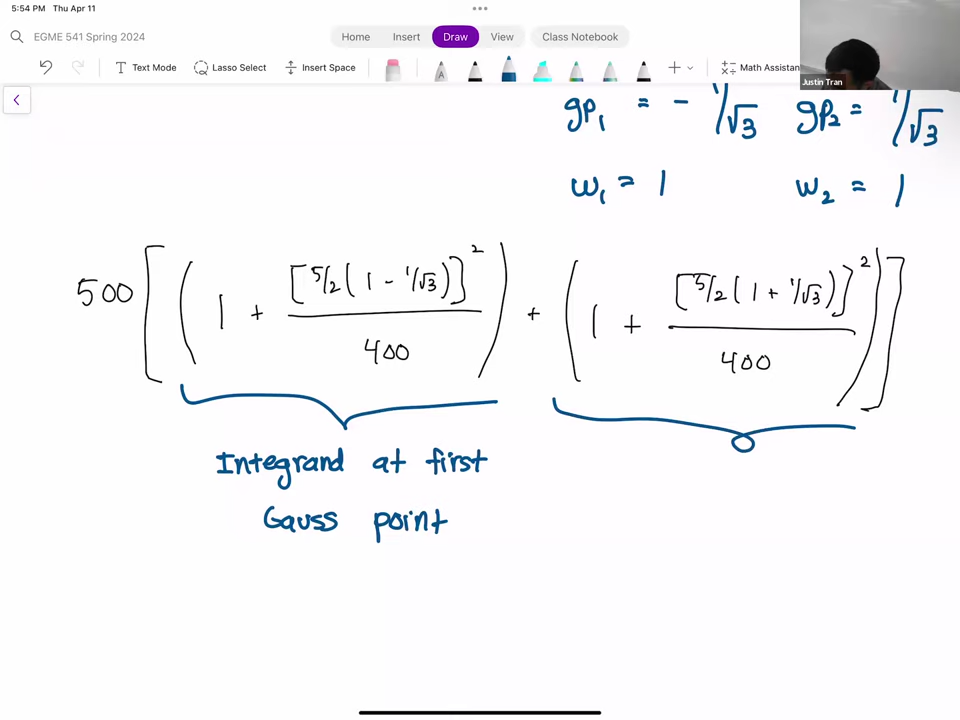 5:54 PM Thu Apr 11
EGME 541 Spring 2024
Home Insert Draw View Class Notebook
Text Mode Lasso Select Insert Space Math Assistan
Justin Tran
gp₁ = - 1/√3 gp₂ = 1/√3
w₁ = 1 w₂ = 1
500 [ ( 1 + [5/2 ( 1 - 1/√3 )]² / 400 ) + ( 1 + [5/2 ( 1 + 1/√3 )]² / 400 ) ]
Integrand at first
Gauss point